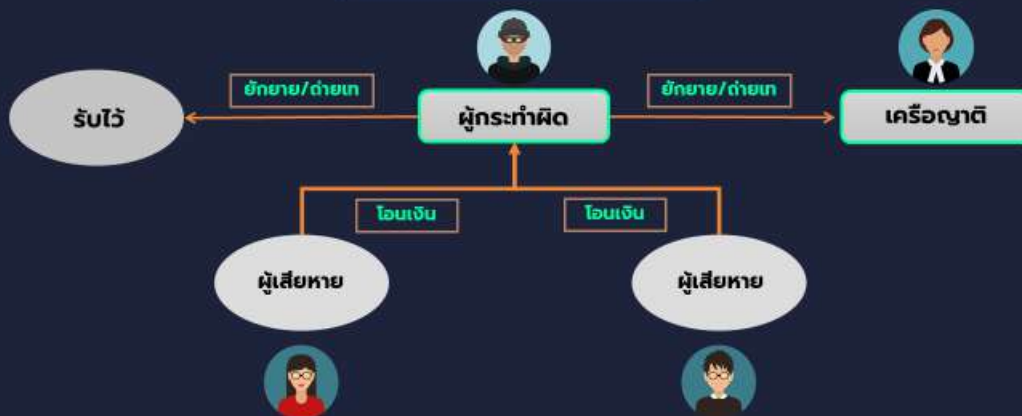 ยักยาย/ถ่ายเท
ยักยาย/ถ่ายเท
รับไว้
ผู้กระทำผิด
เครือญาติ
โอนเงิน
โอนเงิน
ผู้เสียหาย
ผู้เสียหาย